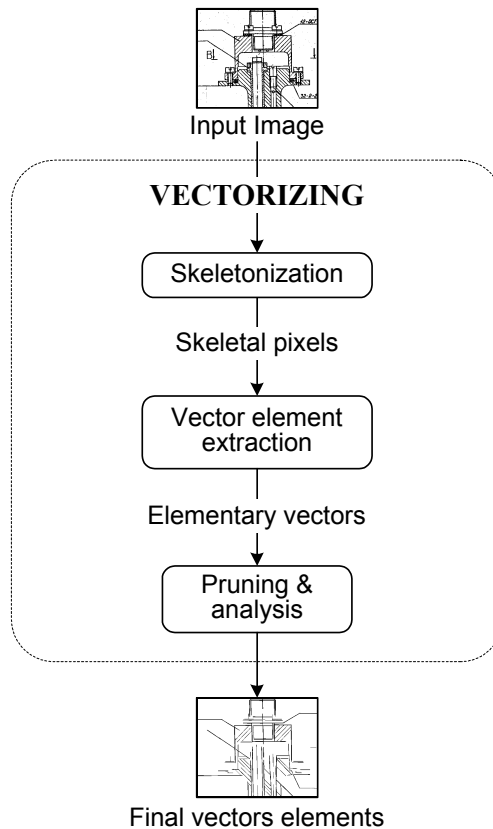 B
Input Image
VECTORIZING
Skeletonization
Skeletal pixels
Vector element
extraction
Elementary vectors
Pruning &
analysis
Final vectors elements